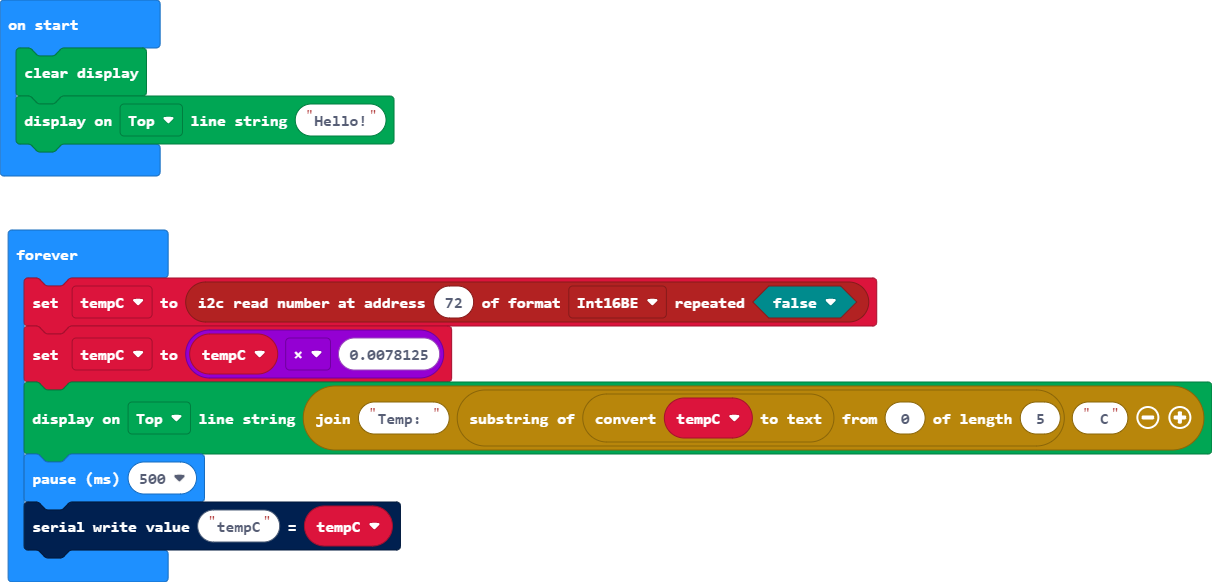 on start
clear display
display on Top line string "Hello!"
forever
set tempC to i2c read number at address 72 of format Int16BE repeated false
set tempC to tempC × 0.0078125
display on Top line string join "Temp: " substring of convert tempC to text from 0 of length 5 " C"
pause (ms) 500
serial write value "tempC" = tempC